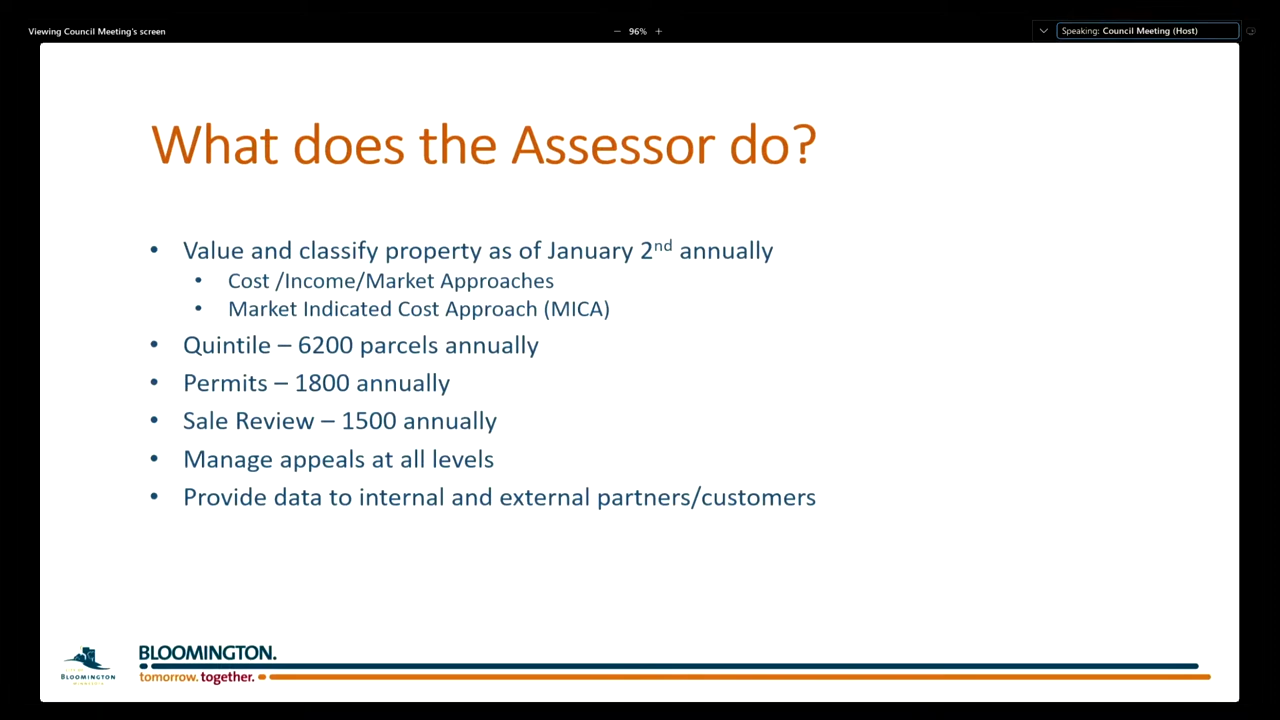 Viewing Council Meeting's screen
− 96% +
Speaking: Council Meeting (Host)
What does the Assessor do?
• Value and classify property as of January 2nd annually
• Cost /Income/Market Approaches
• Market Indicated Cost Approach (MICA)
• Quintile – 6200 parcels annually
• Permits – 1800 annually
• Sale Review – 1500 annually
• Manage appeals at all levels
• Provide data to internal and external partners/customers
BLOOMINGTON
BLOOMINGTON.
tomorrow. together.